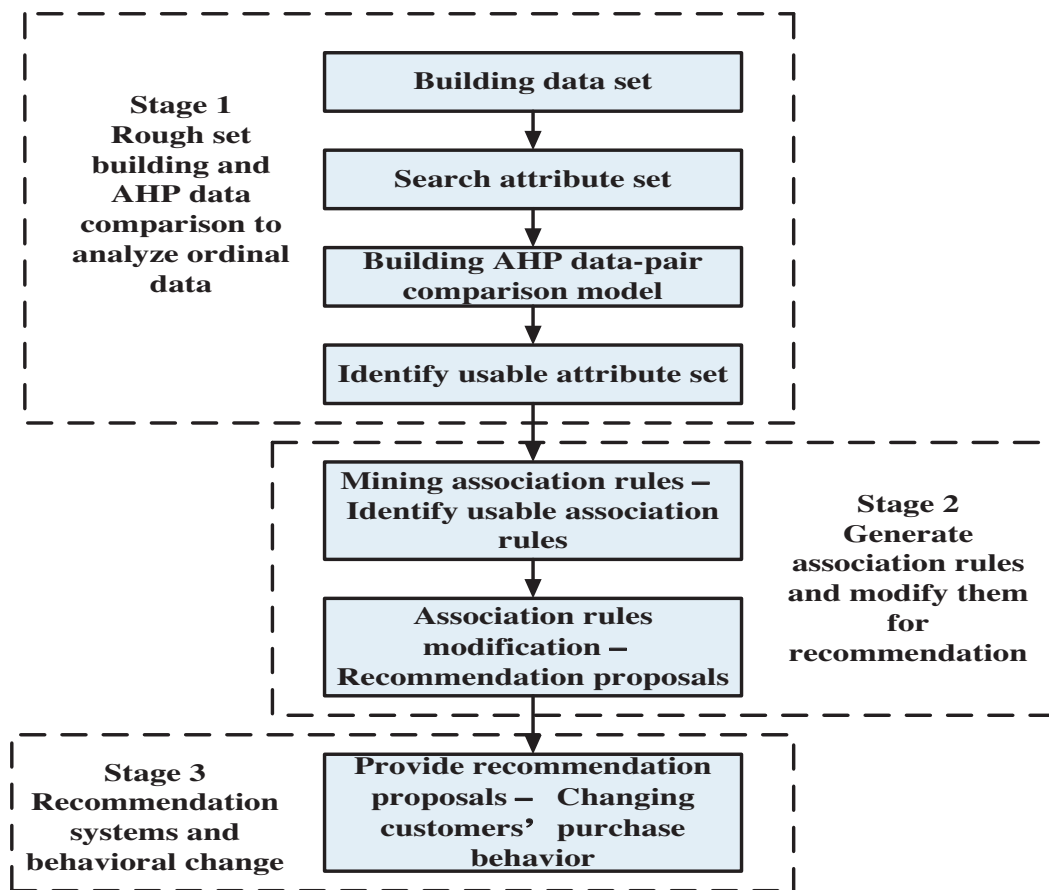 Stage 1
Rough set
building and
AHP data
comparison to
analyze ordinal
data
Building data set
Search attribute set
Building AHP data-pair
comparison model
Identify usable attribute set
Mining association rules –
Identify usable association
rules
Association rules
modification –
Recommendation proposals
Stage 2
Generate
association rules
and modify them
for
recommendation
Stage 3
Recommendation
systems and
behavioral change
Provide recommendation
proposals – Changing
customers’ purchase
behavior